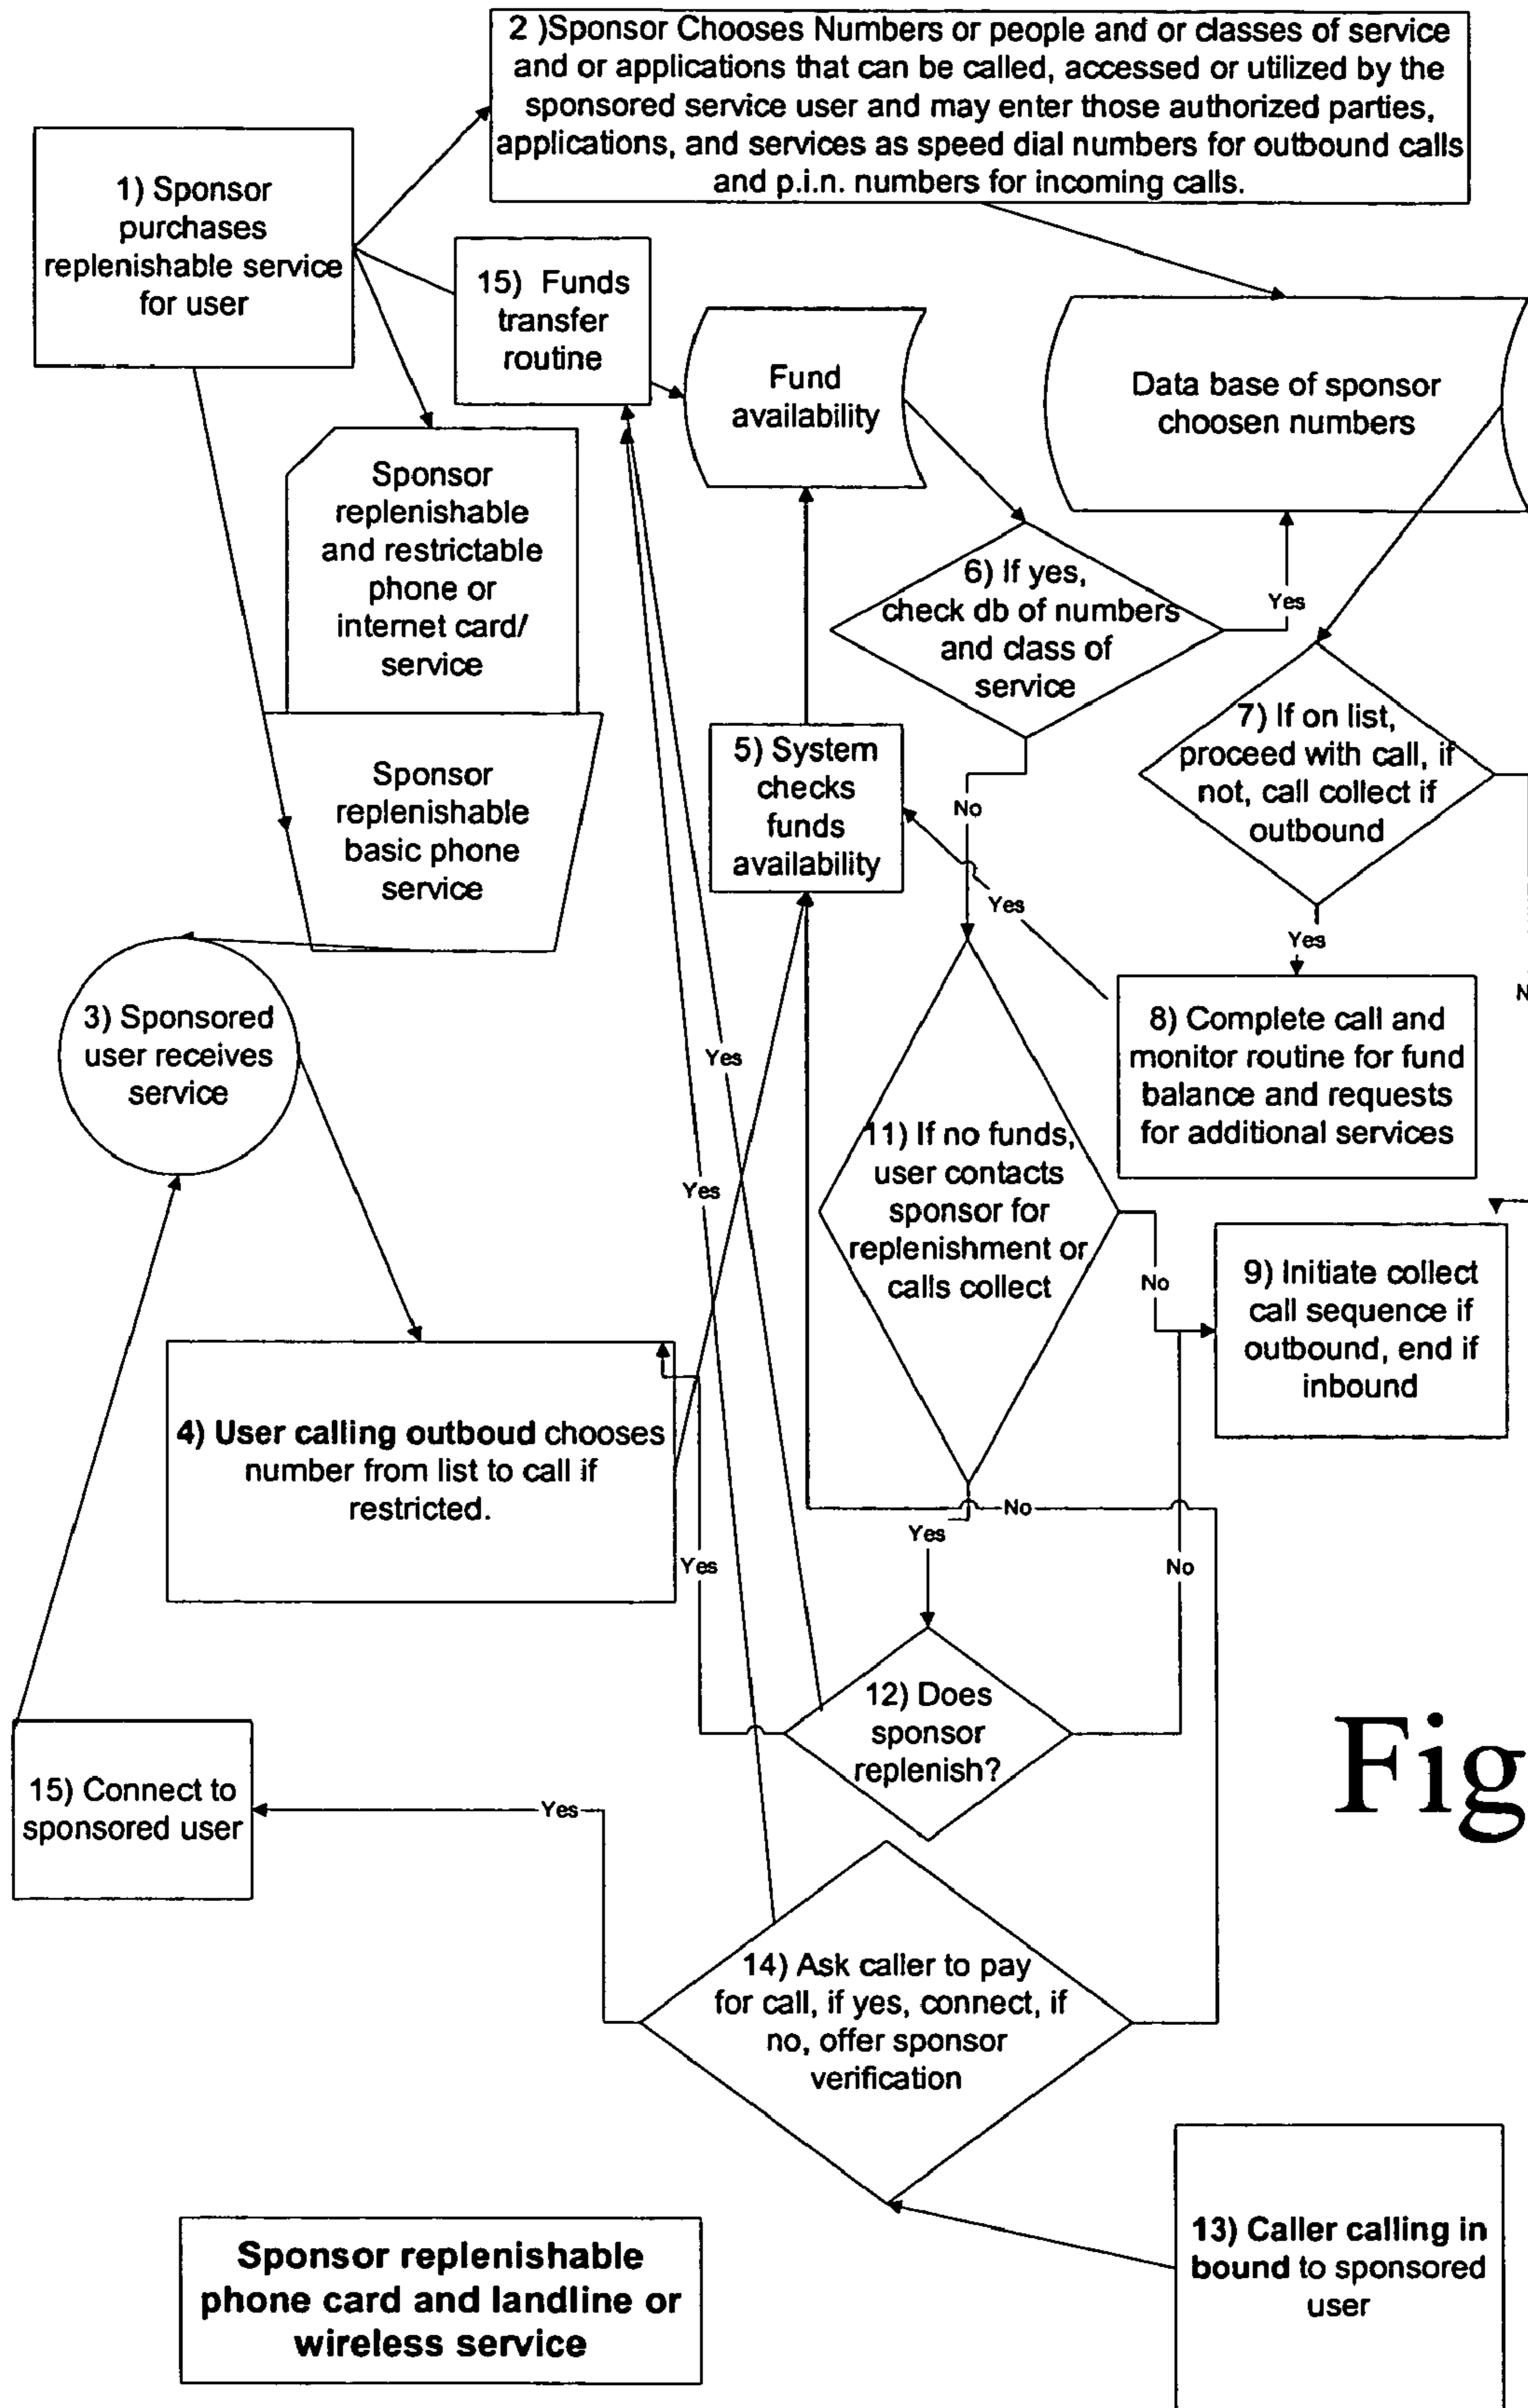 2 )Sponsor Chooses Numbers or people and or classes of service
and or applications that can be called, accessed or utilized by the
sponsored service user and may enter those authorized parties,
applications, and services as speed dial numbers for outbound calls
and p.i.n. numbers for incoming calls.
1) Sponsor
purchases
replenishable service
for user
15) Funds
transfer
routine
Fund
availability
Data base of sponsor
choosen numbers
Sponsor
replenishable
and restrictable
phone or
internet card/
service
6) If yes,
check db of numbers
and class of
service
Yes
7) If on list,
proceed with call, if
not, call collect if
outbound
5) System
checks
funds
availability
Sponsor
replenishable
basic phone
service
No
Yes
Yes
N
3) Sponsored
user receives
service
8) Complete call and
monitor routine for fund
balance and requests
for additional services
Yes
Yes
11) If no funds,
user contacts
sponsor for
replenishment or
calls collect
No
9) Initiate collect
call sequence if
outbound, end if
inbound
4) User calling outboud chooses
number from list to call if
restricted.
No
Yes
Yes
No
12) Does
sponsor
replenish?
Fig
15) Connect to
sponsored user
Yes
14) Ask caller to pay
for call, if yes, connect, if
no, offer sponsor
verification
13) Caller calling in
bound to sponsored
user
Sponsor replenishable
phone card and landline or
wireless service